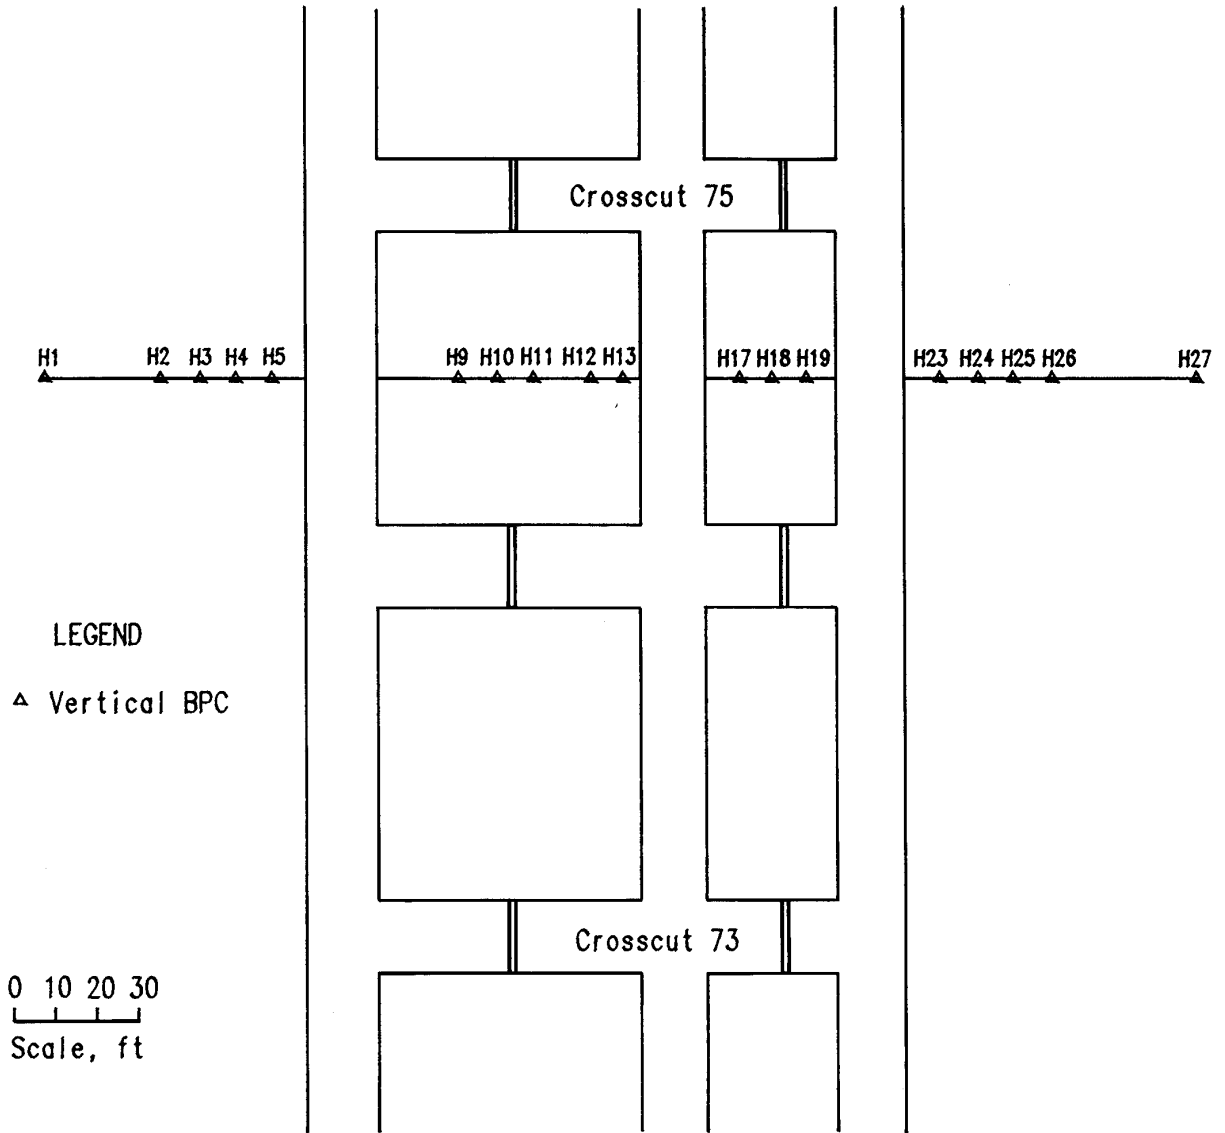 Crosscut 75
H1 H2 H3 H4 H5 H9 H10 H11 H12 H13 H17 H18 H19 H23 H24 H25 H26 H27
LEGEND
Vertical BPC
Crosscut 73
0 10 20 30
Scale, ft